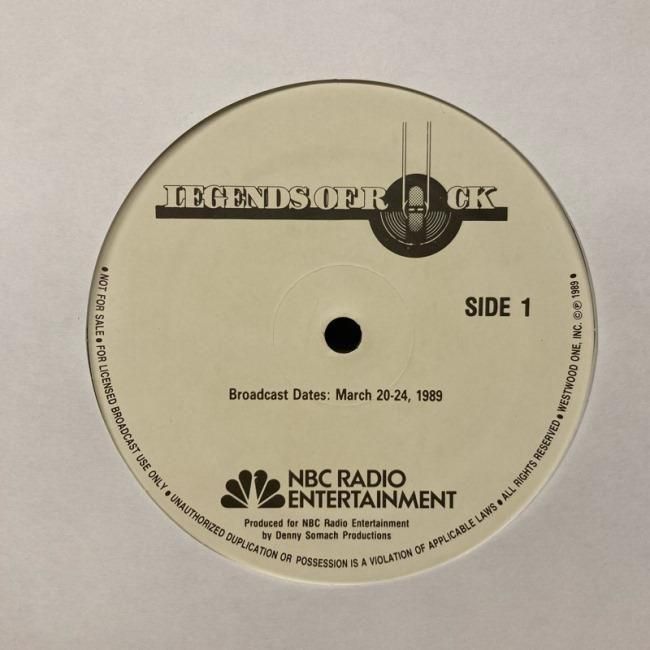 LEGENDS OF ROCK
SIDE 1
Broadcast Dates: March 20-24, 1989
NBC RADIO
ENTERTAINMENT
Produced for NBC Radio Entertainment
by Denny Somach Productions
• NOT FOR SALE • FOR LICENSED BROADCAST USE ONLY • UNAUTHORIZED DUPLICATION OR POSSESSION IS A VIOLATION OF APPLICABLE LAWS • ALL RIGHTS RESERVED • WESTWOOD ONE, INC. © ℗ 1989 •